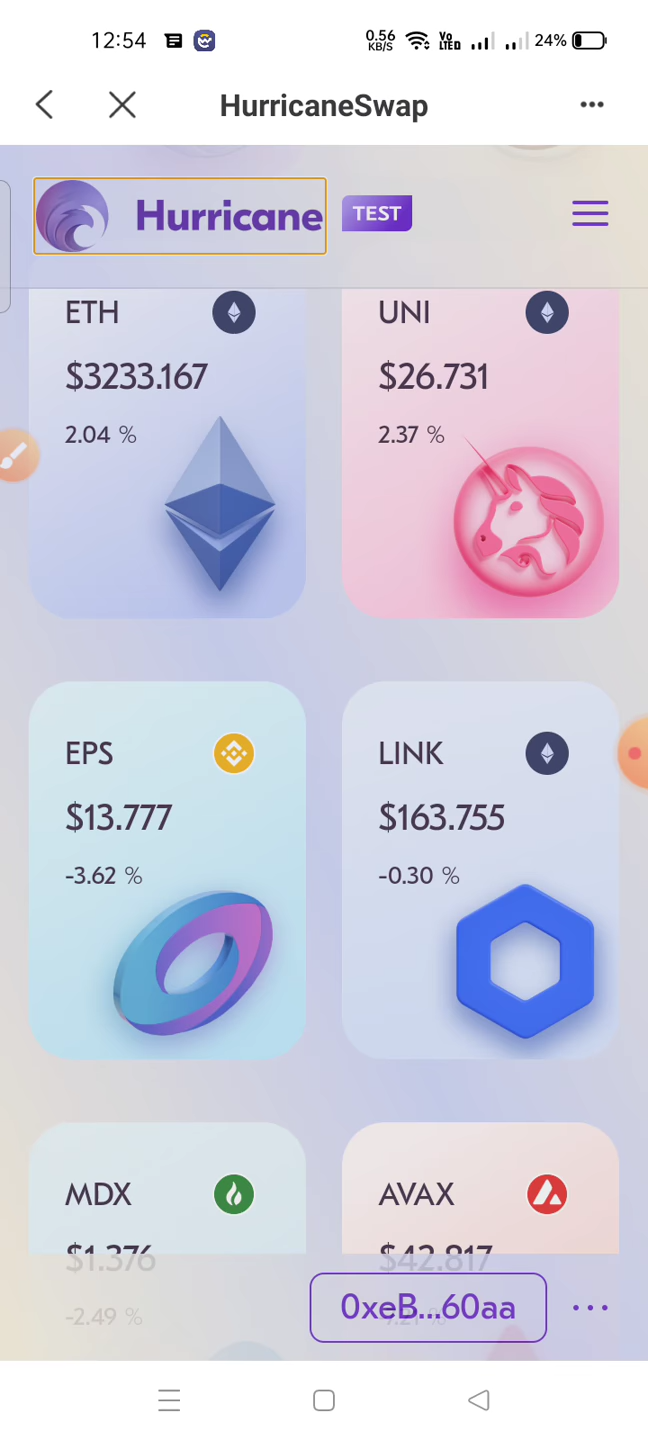 12:54 0.56 KB/S Vo LTED 24%
HurricaneSwap
Hurricane TEST
ETH UNI
$3233.167 $26.731
2.04 % 2.37 %
EPS LINK
$13.777 $163.755
-3.62 % -0.30 %
MDX AVAX
$1.376 $42.817
-2.49 %
0xeB...60aa